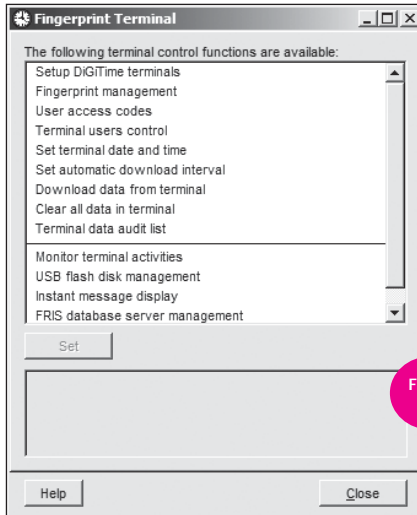 Fingerprint Terminal
The following terminal control functions are available:
Setup DiGiTime terminals
Fingerprint management
User access codes
Terminal users control
Set terminal date and time
Set automatic download interval
Download data from terminal
Clear all data in terminal
Terminal data audit list
Monitor terminal activities
USB flash disk management
Instant message display
FRIS database server management
Set
F
Help
Close